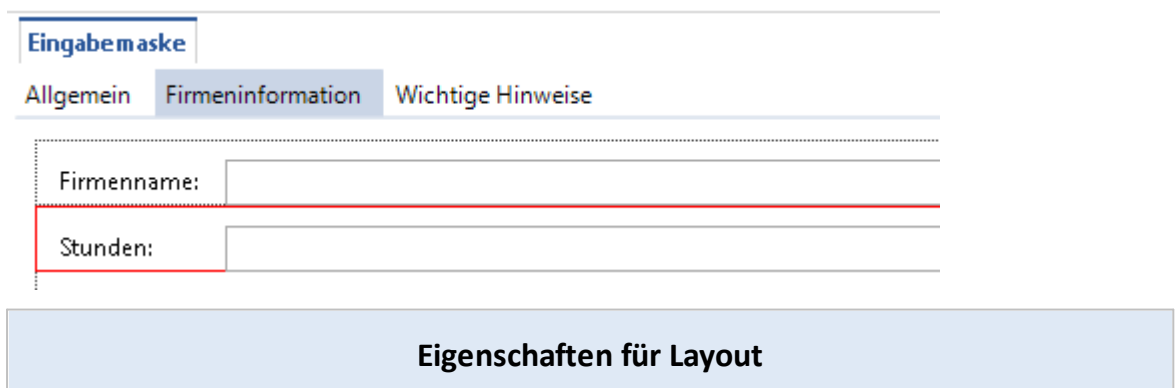 Eingabemaske
Allgemein Firmeninformation Wichtige Hinweise
Firmenname:
Stunden:
Eigenschaften für Layout